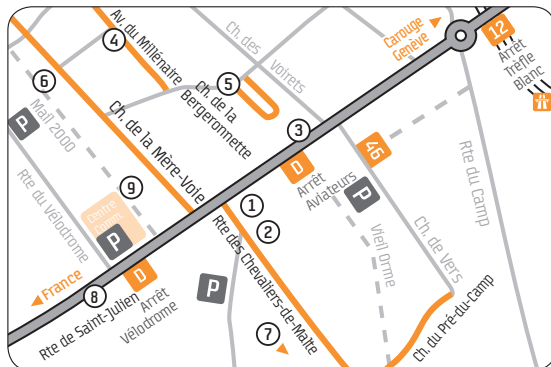 Av. du Millénaire
4
Ch. des
Voirets
Carouge
Genève
12
Arrêt
Trèfle
Blanc
6
5
Ch. de la
Bergeronnette
P
Mail 2000
Ch. de la Mère-Voie
3
46
D
Arrêt
Aviateurs
P
Rte du Camp
Rte du Vélodrome
9
Centre
Comm.
P
1
2
Rte des Chevaliers-de-Malte
Vieil Orme
Ch. de Vers
France
D
Arrêt
Vélodrome
P
8
Rte de Saint-Julien
7
Ch. du Pré-du-Camp